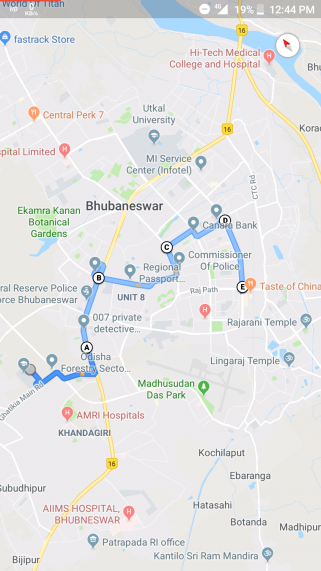 World Of Titan
N/D
0
KB/s
4G
19%
12:44 PM
16
fastrack Store
Hi-Tech Medical
College and Hospital
Central Perk 7
Utkal
University
16
Korad
spital Limited
MI Service
Center (Infotel)
CTC Rd
Bhubaneswar
Ekamra Kanan
Botanical
Gardens
Canara Bank
D
C
Commissioner
Of Police
Regional
Passport...
B
E
Taste of China
Raj Path
tral Reserve Police
orce Bhubaneswar
UNIT 8
007 private
detective...
Rajarani Temple
A
Odisha
Forestry Secto...
Lingaraj Temple
Madhusudan
Das Park
Ghatikia Main Rd
AMRI Hospitals
KHANDAGIRI
16
Kochilaput
Ebaranga
Subudhipur
AIIMS HOSPITAL,
BHUBNESWAR
Hatasahi
Botanda
Madhipur
Patrapada RI office
Bijipur
Kantilo Sri Ram Mandira